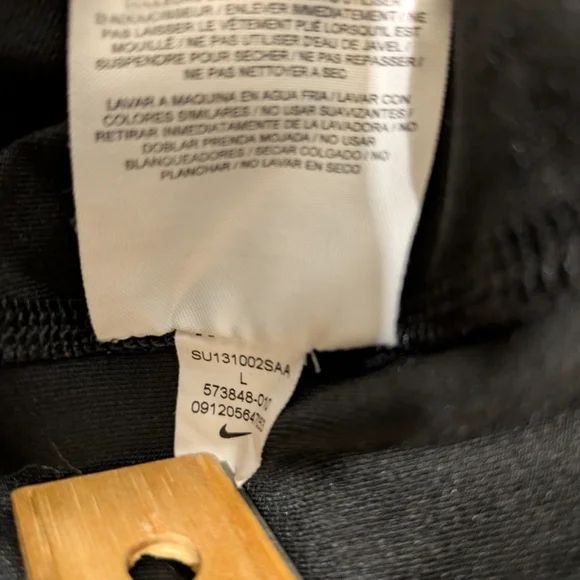 IMMEDIATEMENT / NE
PAS LAISSER LE VÊTEMENT PLIÉ LORSQU'IL EST
MOUILLÉ / NE PAS UTILISER D'EAU DE JAVEL /
SUSPENDRE POUR SÉCHER / NE PAS REPASSER /
NE PAS NETTOYER A SEC
LAVAR A MAQUINA EN AGUA FRIA / LAVAR CON
COLORES SIMILARES / NO USAR SUAVIZANTES /
RETIRAR IMMEDIATAMENTE DE LA LAVADORA / NO
DOBLAR PRENDA MOJADA / NO USAR
BLANQUEADORES / SECAR COLGADO / NO
PLANCHAR / NO LAVAR EN SECO
SU131002SAA
L
573848-010